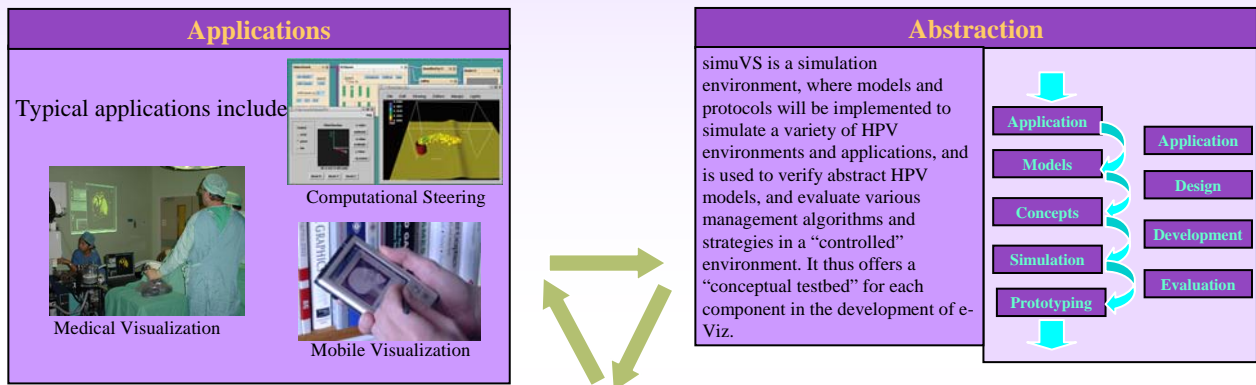 Applications
Typical applications include
Computational Steering
Medical Visualization
GRAPHIC
Mobile Visualization
Abstraction
simuVS is a simulation
environment, where models and
protocols will be implemented to
simulate a variety of HPV
environments and applications, and
is used to verify abstract HPV
models, and evaluate various
management algorithms and
strategies in a “controlled”
environment. It thus offers a
“conceptual testbed” for each
component in the development of e-
Viz.
Application
Models
Concepts
Simulation
Prototyping
Application
Design
Development
Evaluation